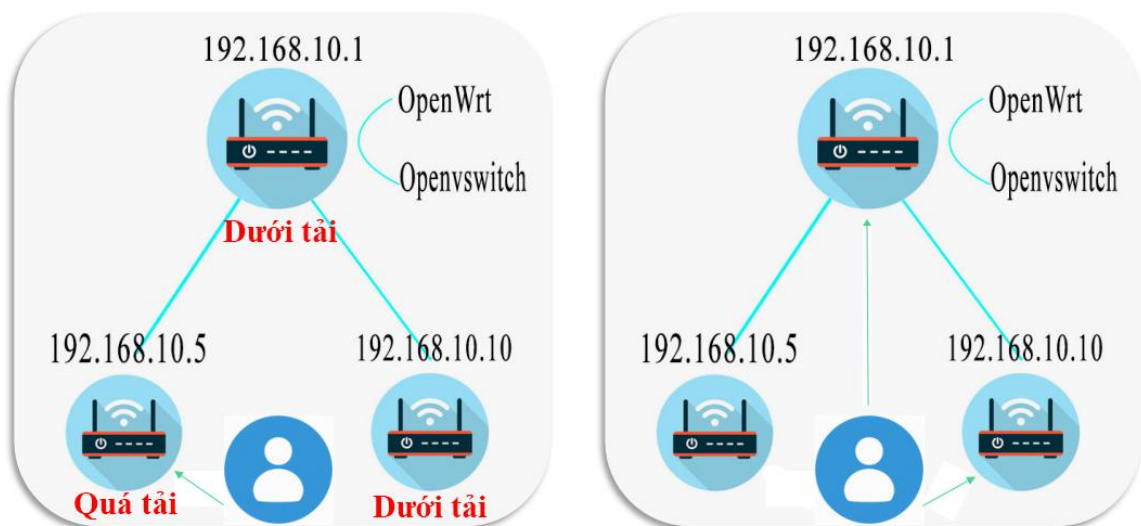 192.168.10.1
OpenWrt
Openvswitch
Dưới tải
192.168.10.5
192.168.10.10
Quá tải
Dưới tải
192.168.10.1
OpenWrt
Openvswitch
192.168.10.5
192.168.10.10